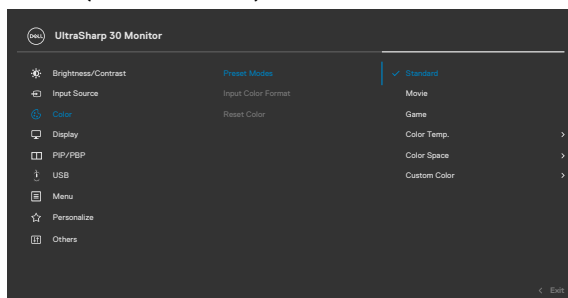 DELL UltraSharp 30 Monitor
Brightness/Contrast Preset Modes Standard
Input Source Input Color Format Movie
Color Reset Color Game
Display Color Temp.
PIP/PBP Color Space
USB Custom Color
Menu
Personalize
Others
Exit